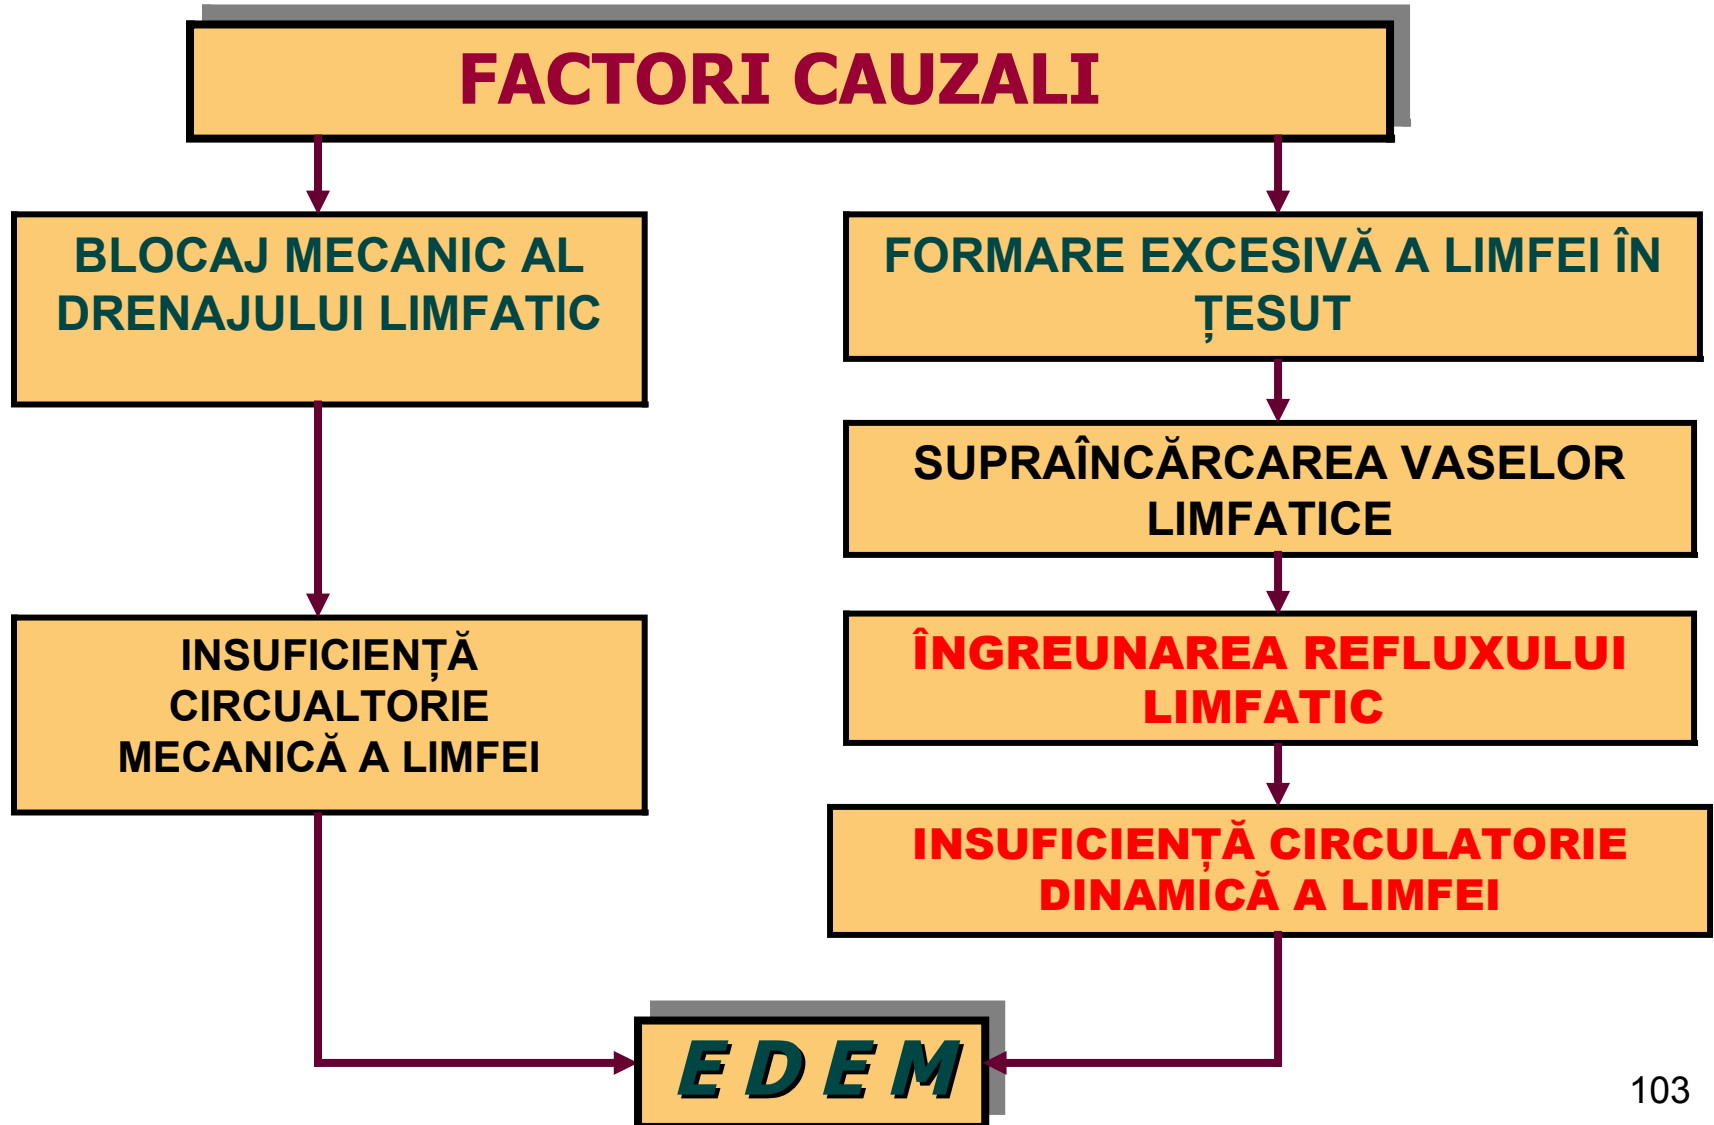 FACTORI CAUZALI
BLOCAJ MECANIC AL
DRENAJULUI LIMFATIC
INSUFICIENȚĂ
CIRCUALTORIE
MECANICĂ A LIMFEI
FORMARE EXCESIVĂ A LIMFEI ÎN
ȚESUT
SUPRAÎNCĂRCAREA VASELOR
LIMFATICE
ÎNGREUNAREA REFLUXULUI
LIMFATIC
INSUFICIENȚĂ CIRCULATORIE
DINAMICĂ A LIMFEI
E D E M
103